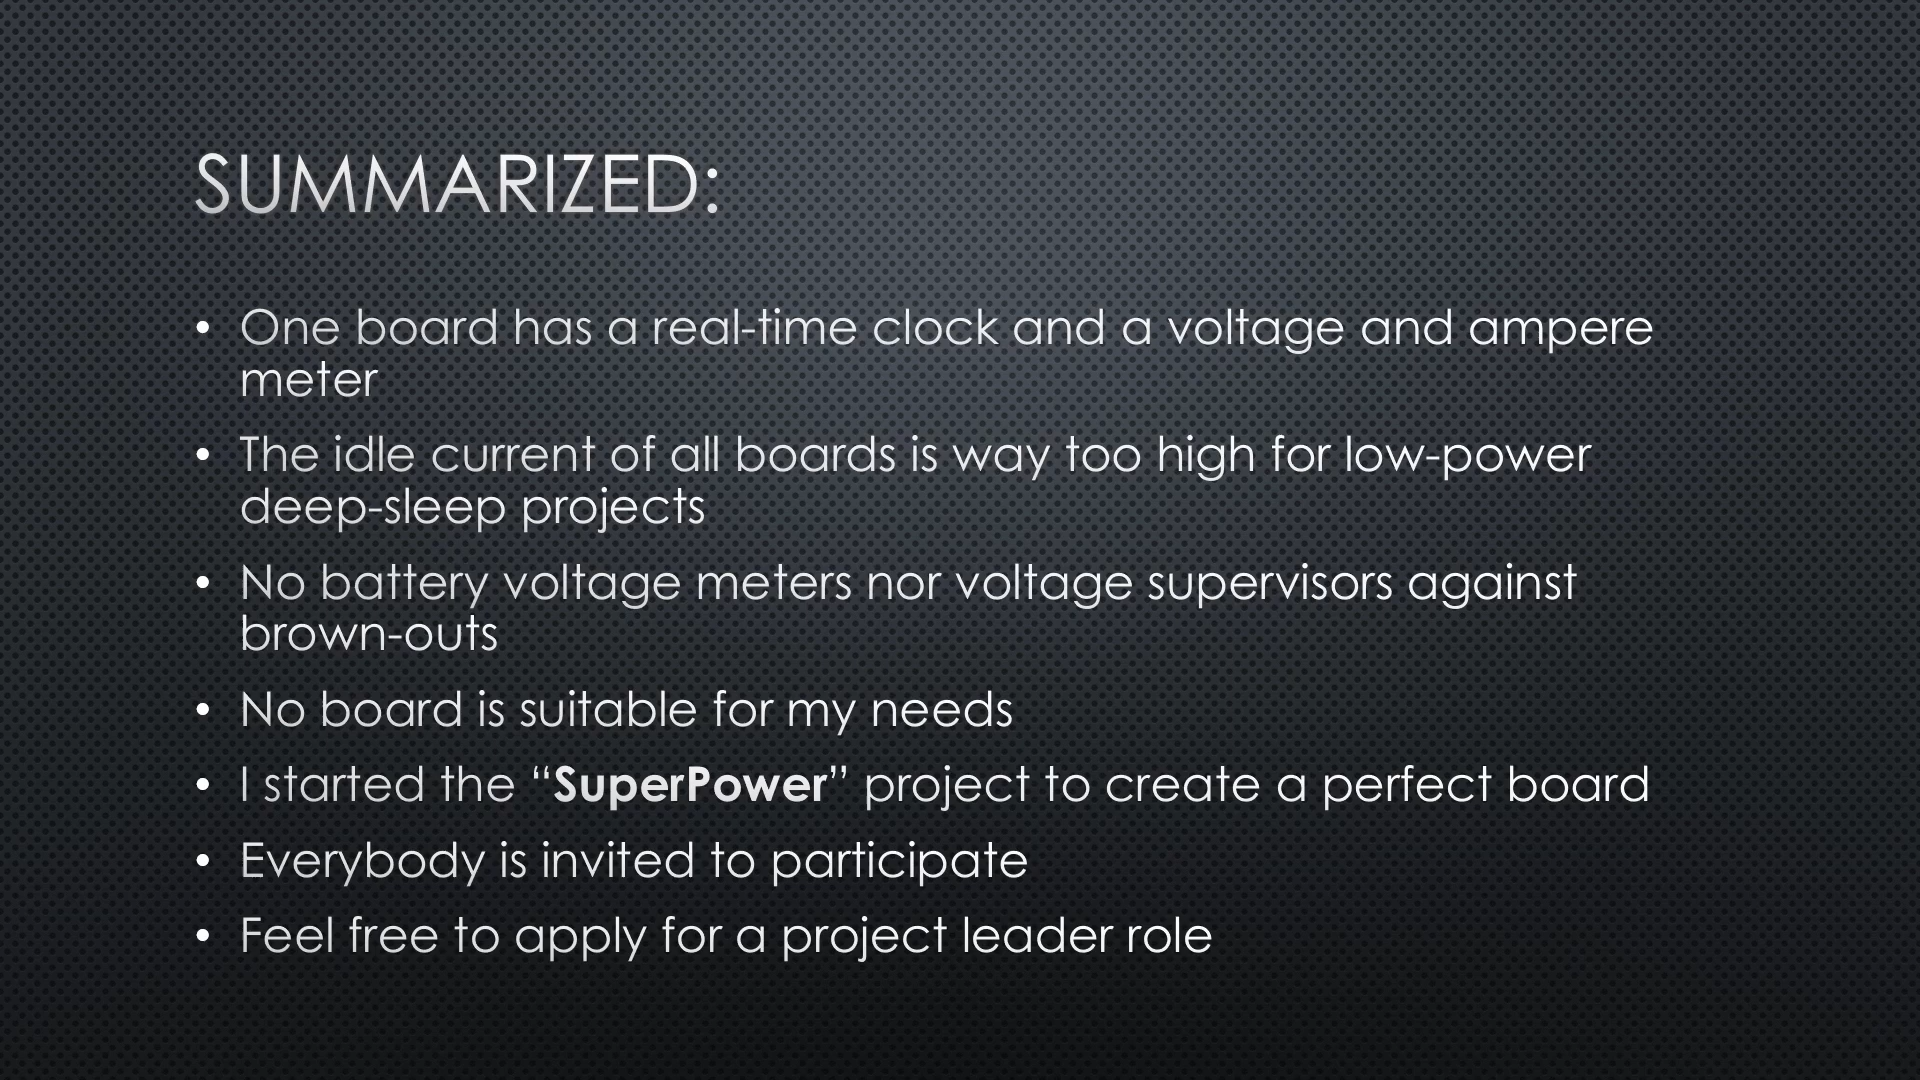 SUMMARIZED:
• One board has a real-time clock and a voltage and ampere
meter
• The idle current of all boards is way too high for low-power
deep-sleep projects
• No battery voltage meters nor voltage supervisors against
brown-outs
• No board is suitable for my needs
• I started the “SuperPower” project to create a perfect board
• Everybody is invited to participate
• Feel free to apply for a project leader role